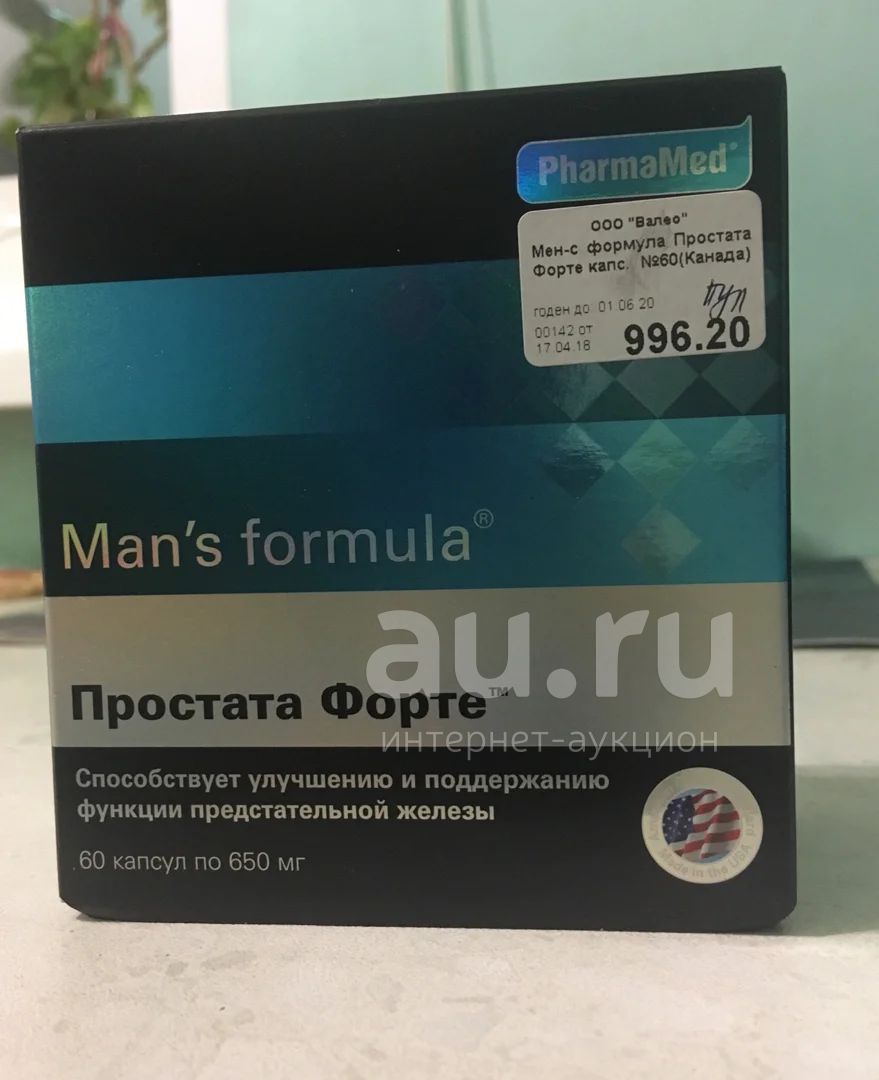 PharmaMed®
ООО "Валео"
Мен-с формула Простата
Форте капс. №60(Канада)
годен до 01.06.20
00142 от
17.04.18
996.20
Man's formula®
au.ru
Простата Форте™
интернет-аукцион
Способствует улучшению и поддержанию
функции предстательной железы
60 капсул по 650 мг
Made in the USA